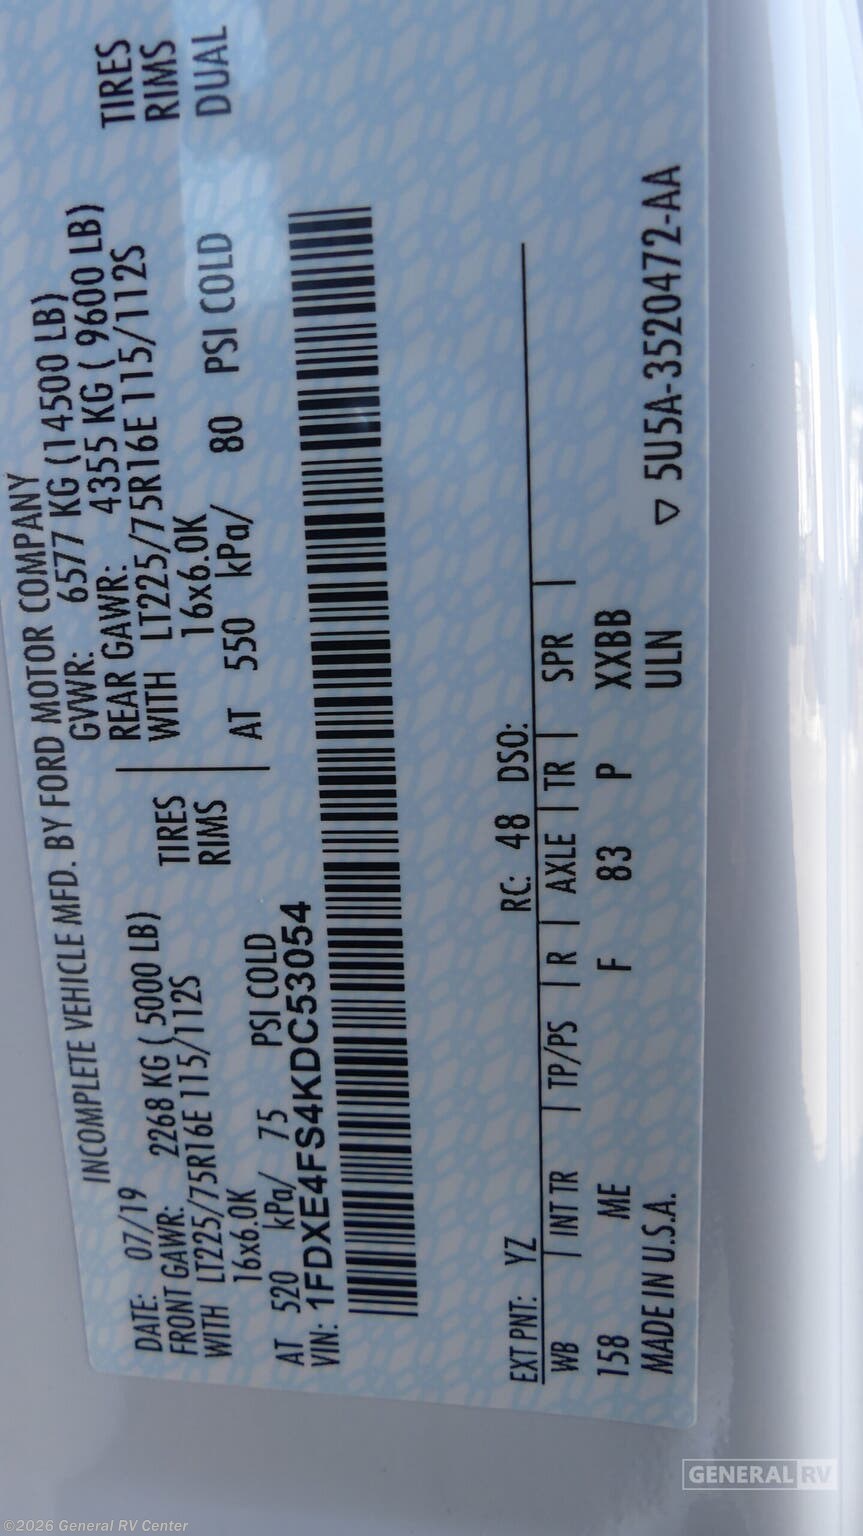 INCOMPLETE VEHICLE MFD. BY FORD MOTOR COMPANY
DATE: 07/19 GVWR: 6577 KG (14500 LB)
FRONT GAWR: 2268 KG ( 5000 LB) REAR GAWR: 4355 KG ( 9600 LB)
WITH LT225/75R16E 115/112S TIRES WITH LT225/75R16E 115/112S TIRES
16x6.0K RIMS 16x6.0K RIMS
AT 520 kPa/ 75 PSI COLD AT 550 kPa/ 80 PSI COLD DUAL
VIN: 1FDXE4FS4KDC53054
EXT PNT: YZ RC: 48 DSO:
WB | INT TR | TP/PS | R | AXLE | TR | SPR |
158 ME F 83 P XXBB
MADE IN U.S.A. ULN ▽ 5U5A-3520472-AA
GENERAL RV
©2026 General RV Center